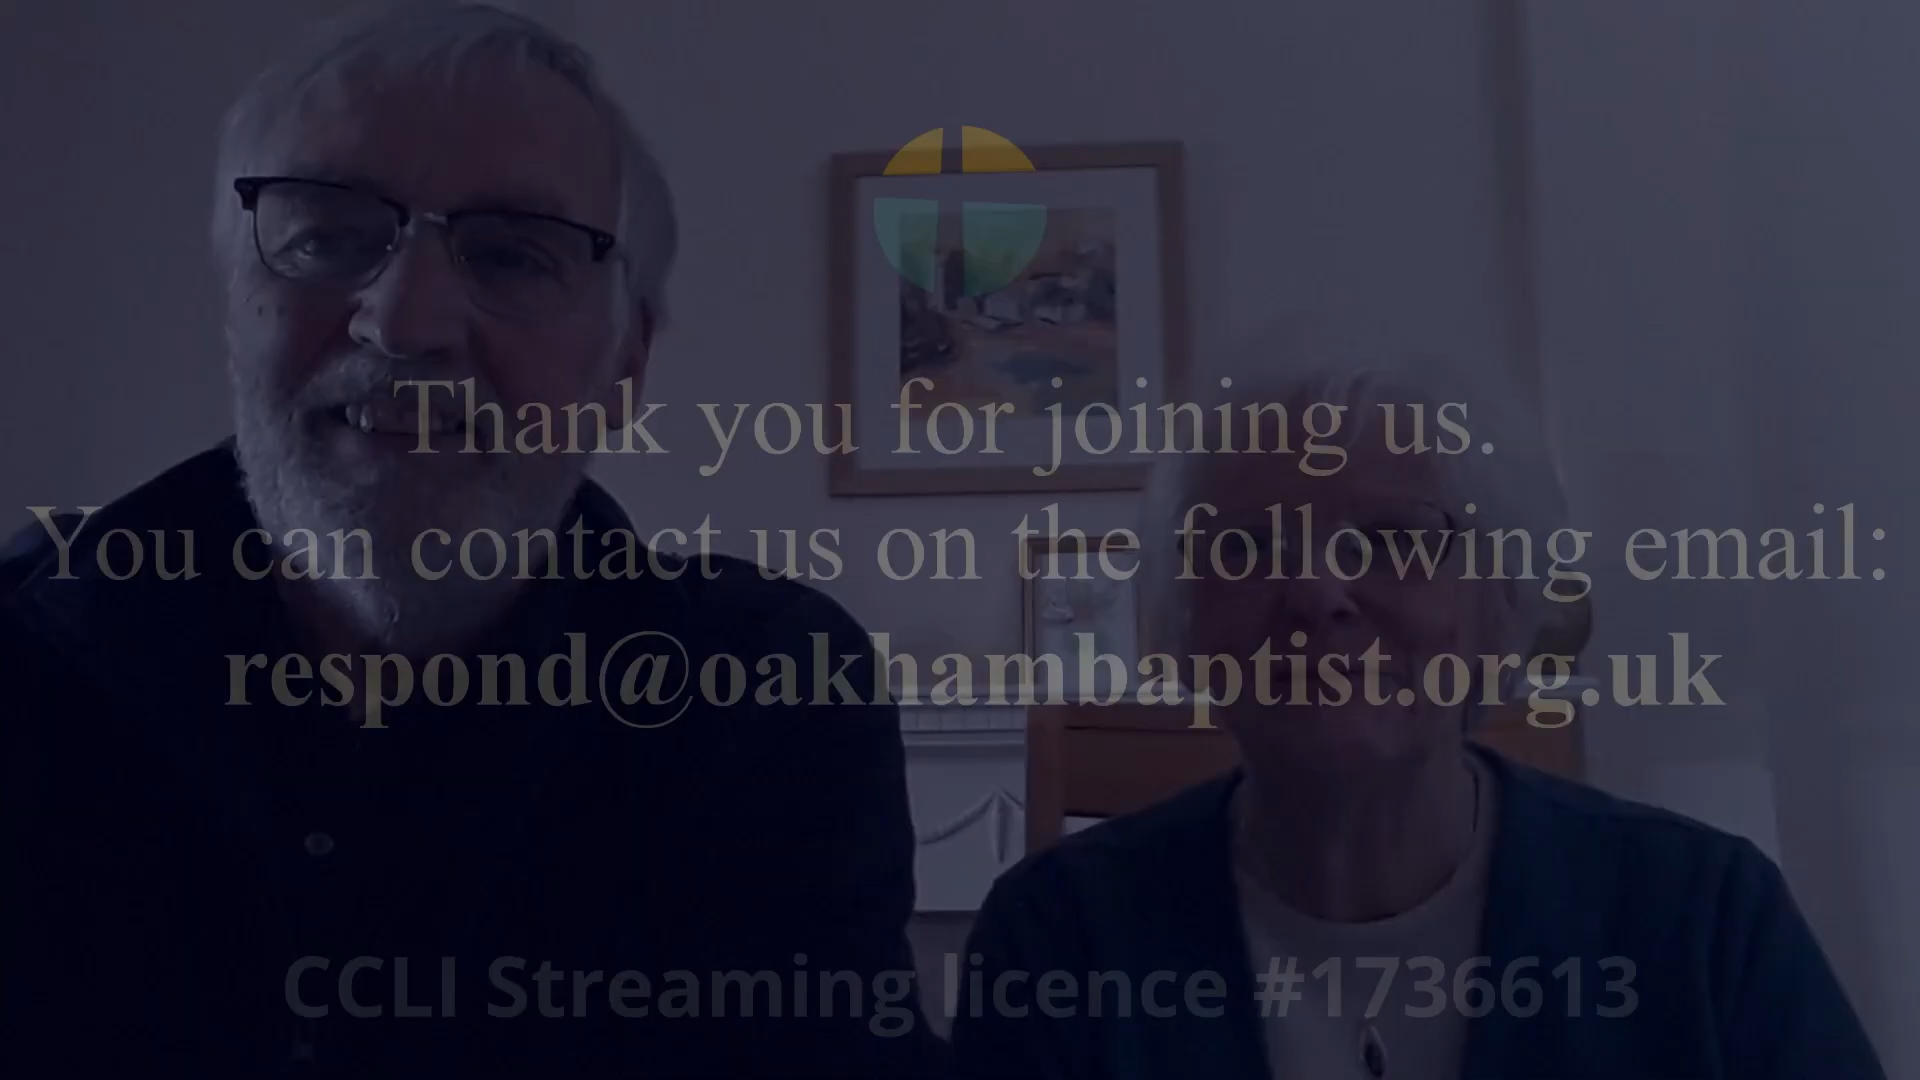 Thank you for joining us.
You can contact us on the following email:
respond@oakhambaptist.org.uk
CCLI Streaming licence #1736613